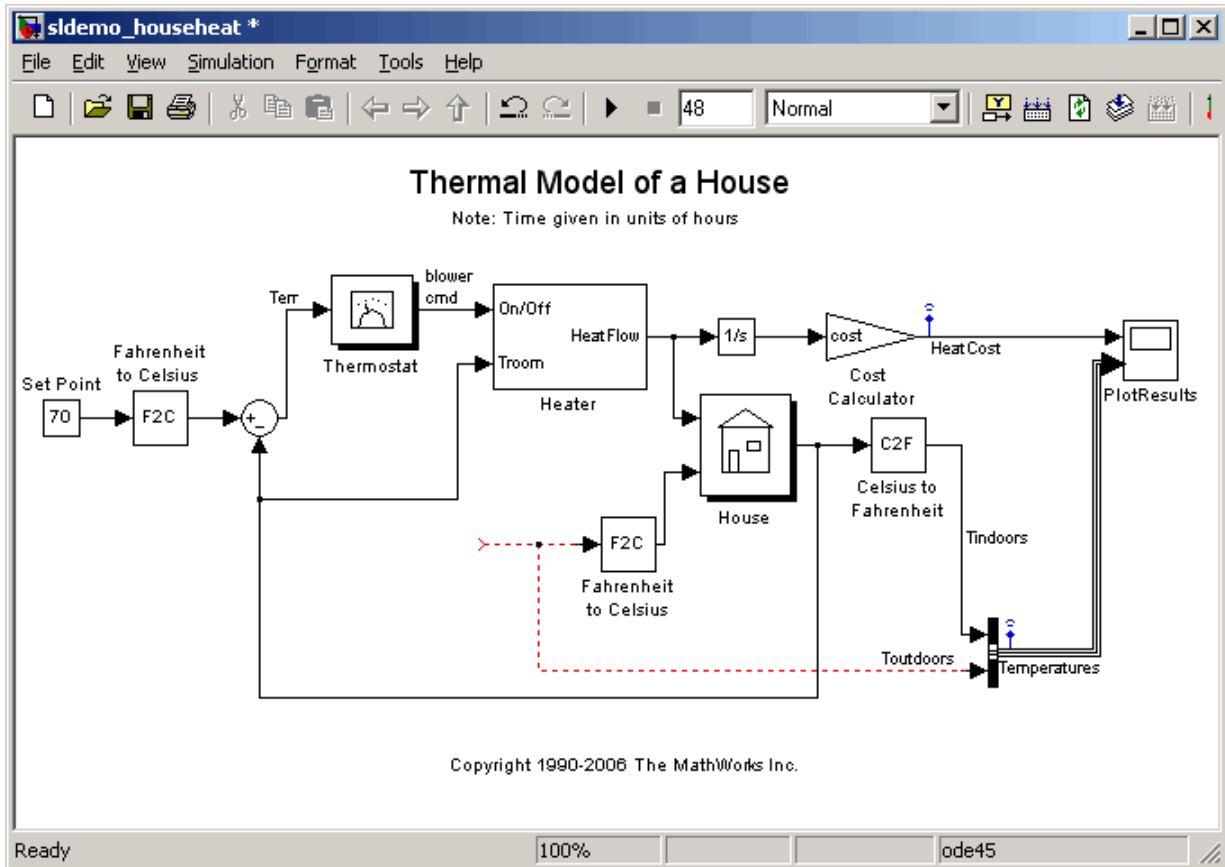 sldemo_househeat *
File Edit View Simulation Format Tools Help
48 Normal
Thermal Model of a House
Note: Time given in units of hours
Set Point
70
Fahrenheit
to Celsius
F2C
+
-
Terr
Thermostat
blower
cmd
On/Off
HeatFlow
Troom
Heater
1/s
cost
Cost
Calculator
HeatCost
PlotResults
House
C2F
Celsius to
Fahrenheit
F2C
Fahrenheit
to Celsius
Tindoors
Toutdoors
Temperatures
Copyright 1990-2006 The MathWorks Inc.
Ready 100% ode45